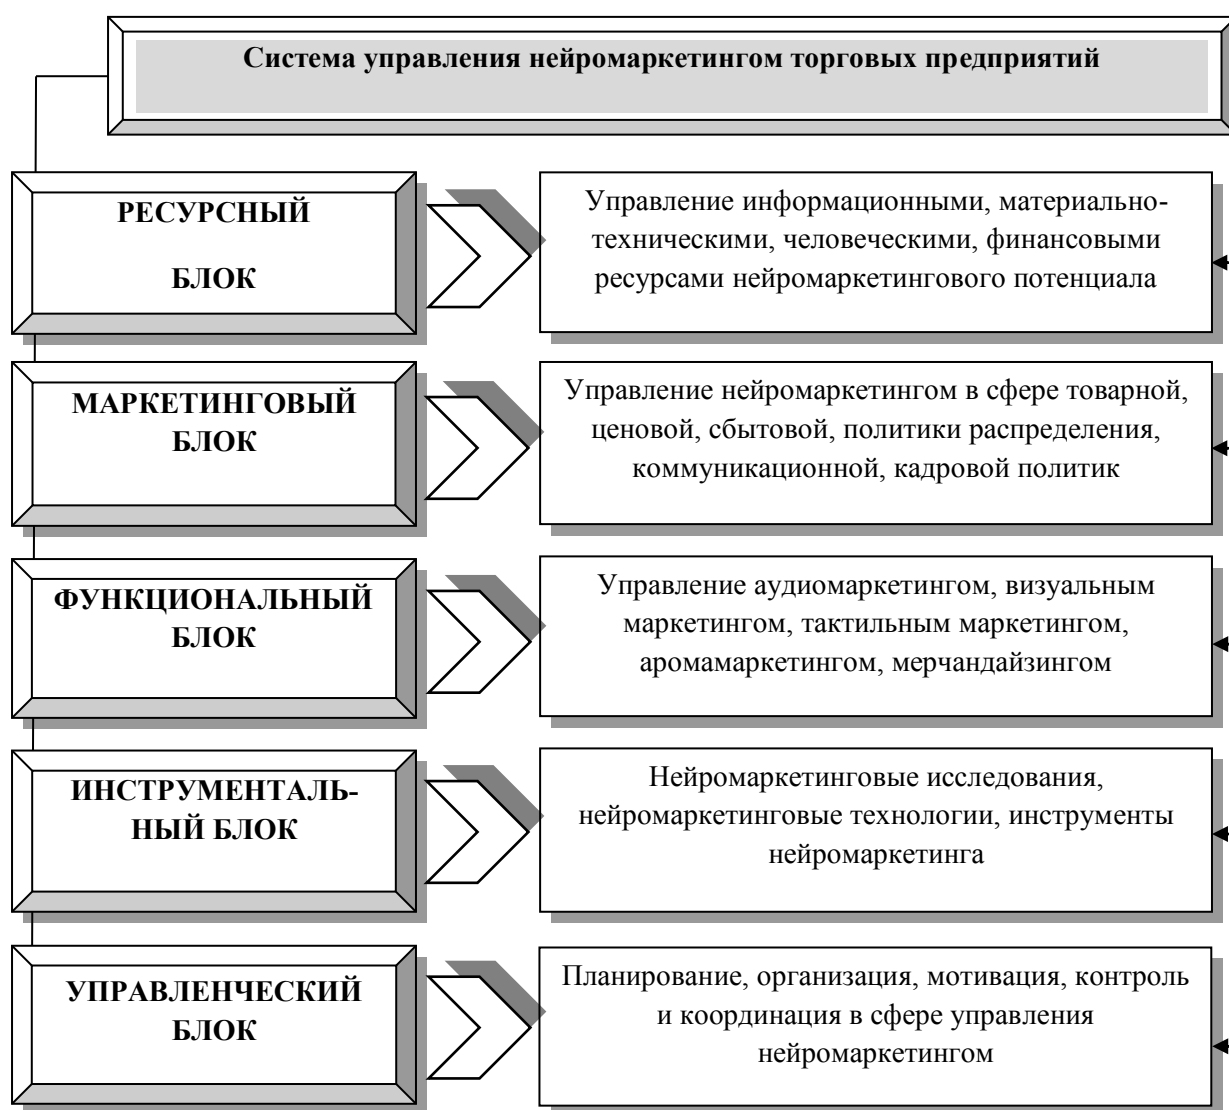 Система управления нейромаркетингом торговых предприятий
РЕСУРСНЫЙ
БЛОК
Управление информационными, материально-
техническими, человеческими, финансовыми
ресурсами нейромаркетингового потенциала
МАРКЕТИНГОВЫЙ
БЛОК
Управление нейромаркетингом в сфере товарной,
ценовой, сбытовой, политики распределения,
коммуникационной, кадровой политик
ФУНКЦИОНАЛЬНЫЙ
БЛОК
Управление аудиомаркетингом, визуальным
маркетингом, тактильным маркетингом,
аромамаркетингом, мерчандайзингом
ИНСТРУМЕНТАЛЬ-
НЫЙ БЛОК
Нейромаркетинговые исследования,
нейромаркетинговые технологии, инструменты
нейромаркетинга
УПРАВЛЕНЧЕСКИЙ
БЛОК
Планирование, организация, мотивация, контроль
и координация в сфере управления
нейромаркетингом